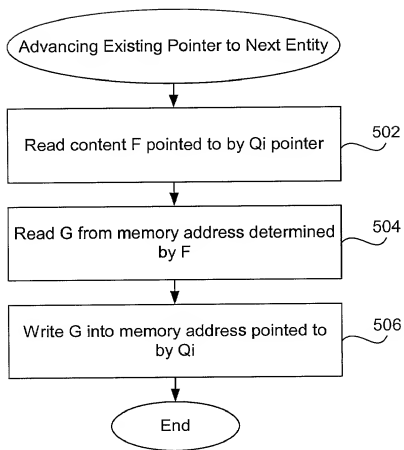 Advancing Existing Pointer to Next Entity
Read content F pointed to by Qi pointer
502
Read G from memory address determined
by F
504
Write G into memory address pointed to
by Qi
506
End